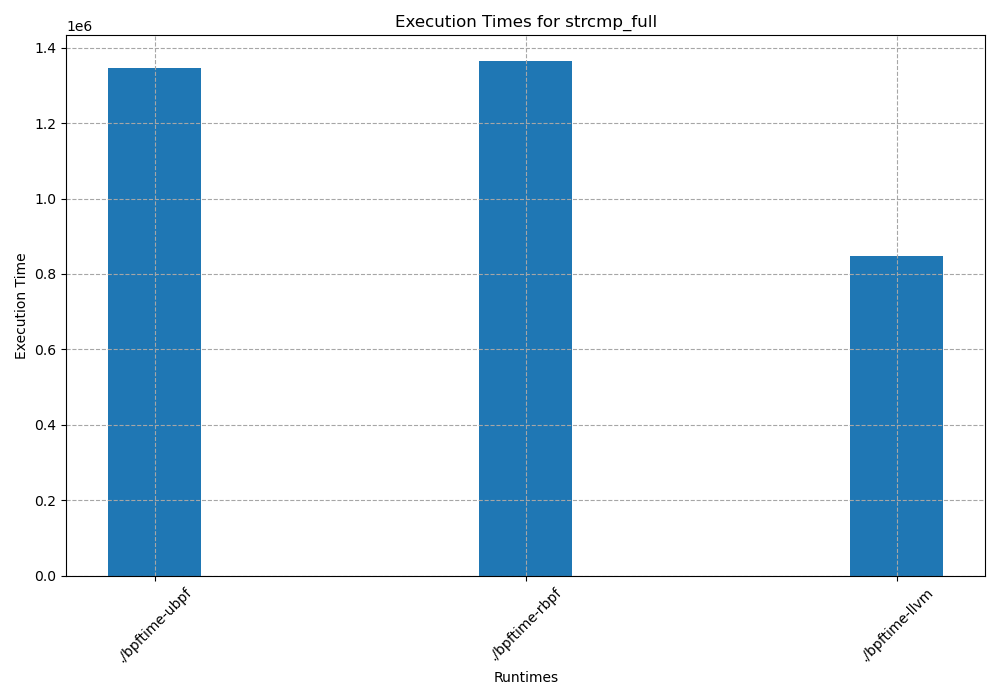 Execution Times for strcmp_full
1e6
1.4
1.2
1.0
0.8
0.6
0.4
0.2
0.0
Execution Time
./bpftime-ubpf
./bpftime-rbpf
./bpftime-llvm
Runtimes